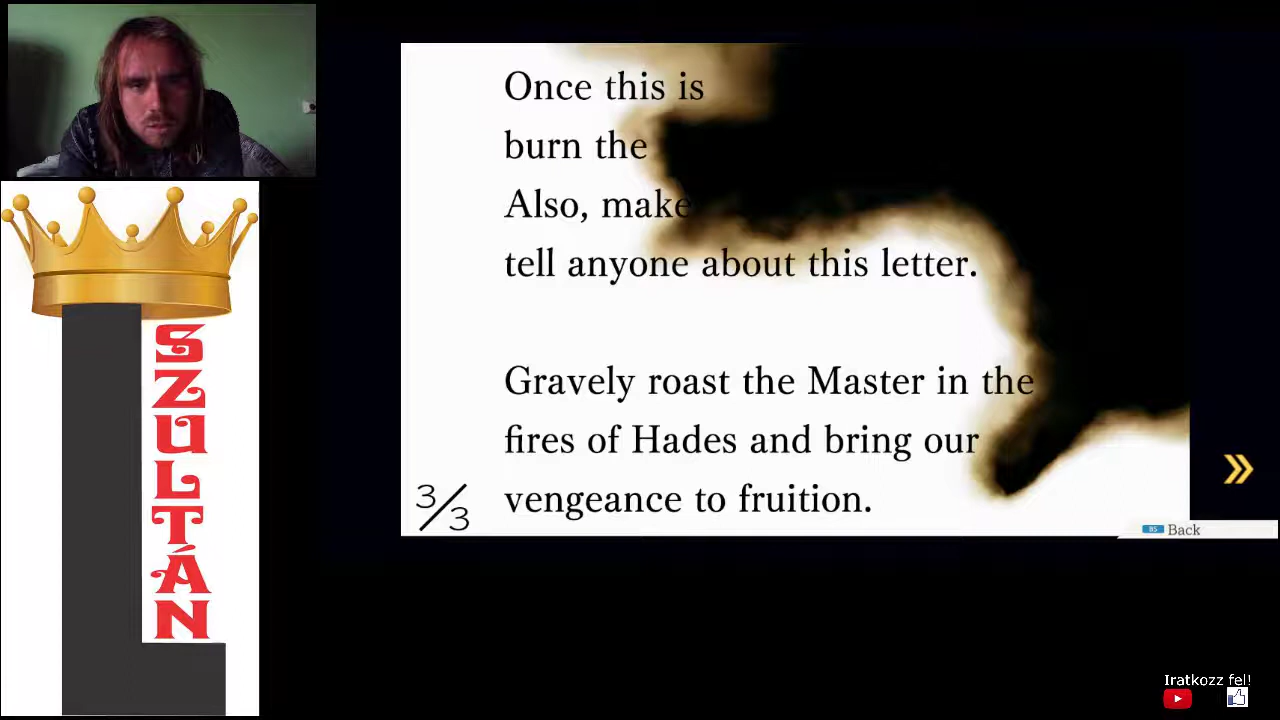 Once this is
burn the
Also, make
tell anyone about this letter.
Gravely roast the Master in the
fires of Hades and bring our
vengeance to fruition.
3/3
BS Back
L
SZULTÁN
Iratkozz fel!